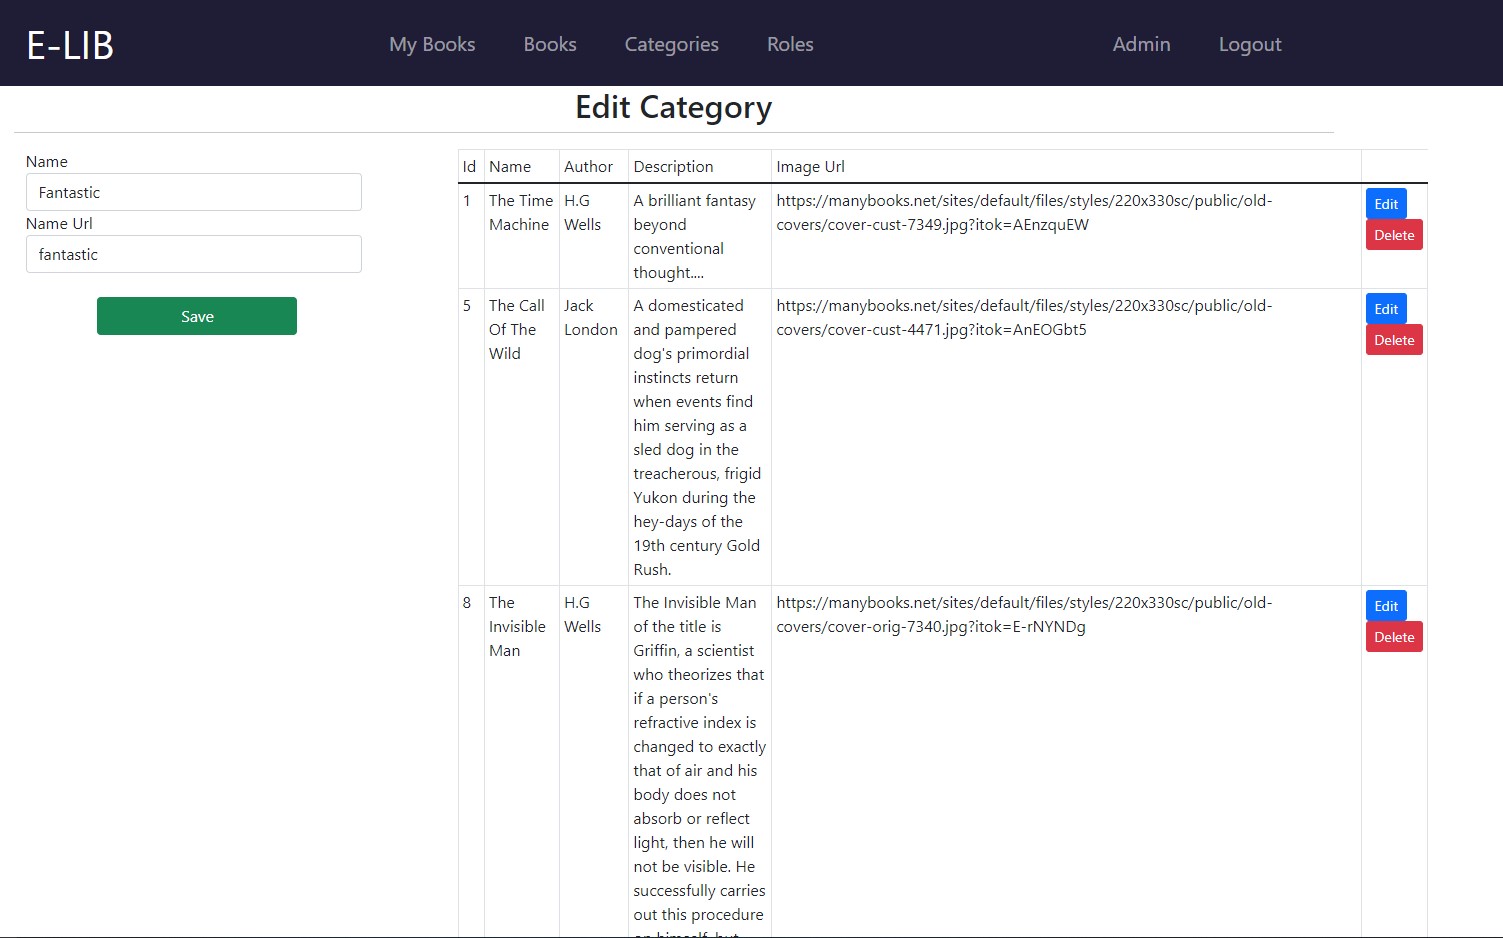 E-LIB
My Books
Books
Categories
Roles
Admin
Logout
Edit Category
Name
Fantastic
Name Url
fantastic
Save
Id
Name
Author
Description
Image Url
1
The Time
Machine
H.G
Wells
A brilliant fantasy
beyond
conventional
thought....
https://manybooks.net/sites/default/files/styles/220x330sc/public/old-
covers/cover-cust-7349.jpg?itok=AEnzquEW
Edit
Delete
5
The Call
Of The
Wild
Jack
London
A domesticated
and pampered
dog's primordial
instincts return
when events find
him serving as a
sled dog in the
treacherous, frigid
Yukon during the
hey-days of the
19th century Gold
Rush.
https://manybooks.net/sites/default/files/styles/220x330sc/public/old-
covers/cover-cust-4471.jpg?itok=AnEOGbt5
Edit
Delete
8
The
Invisible
Man
H.G
Wells
The Invisible Man
of the title is
Griffin, a scientist
who theorizes that
if a person's
refractive index is
changed to exactly
that of air and his
body does not
absorb or reflect
light, then he will
not be visible. He
successfully carries
out this procedure
on himself, but
https://manybooks.net/sites/default/files/styles/220x330sc/public/old-
covers/cover-orig-7340.jpg?itok=E-rNYNDg
Edit
Delete